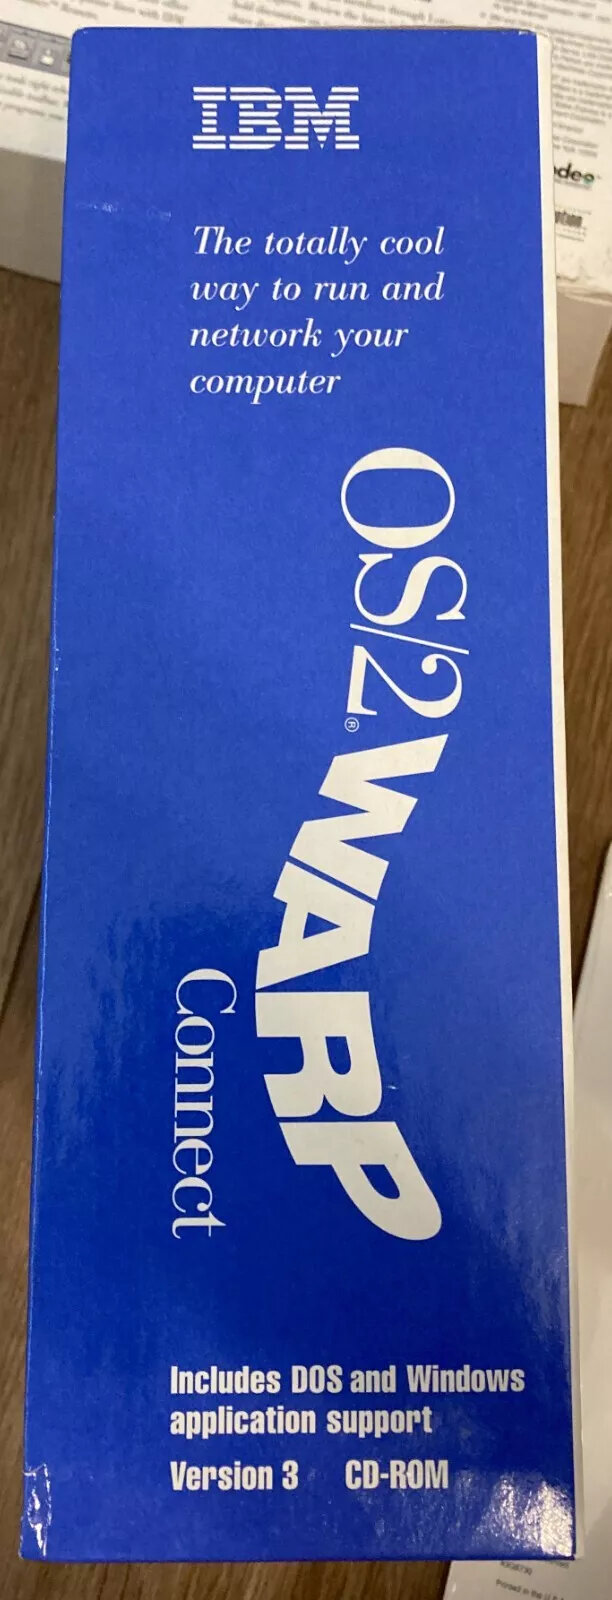 IBM
The totally cool
way to run and
network your
computer
OS/2® WARP
Connect
Includes DOS and Windows
application support
Version 3 CD-ROM